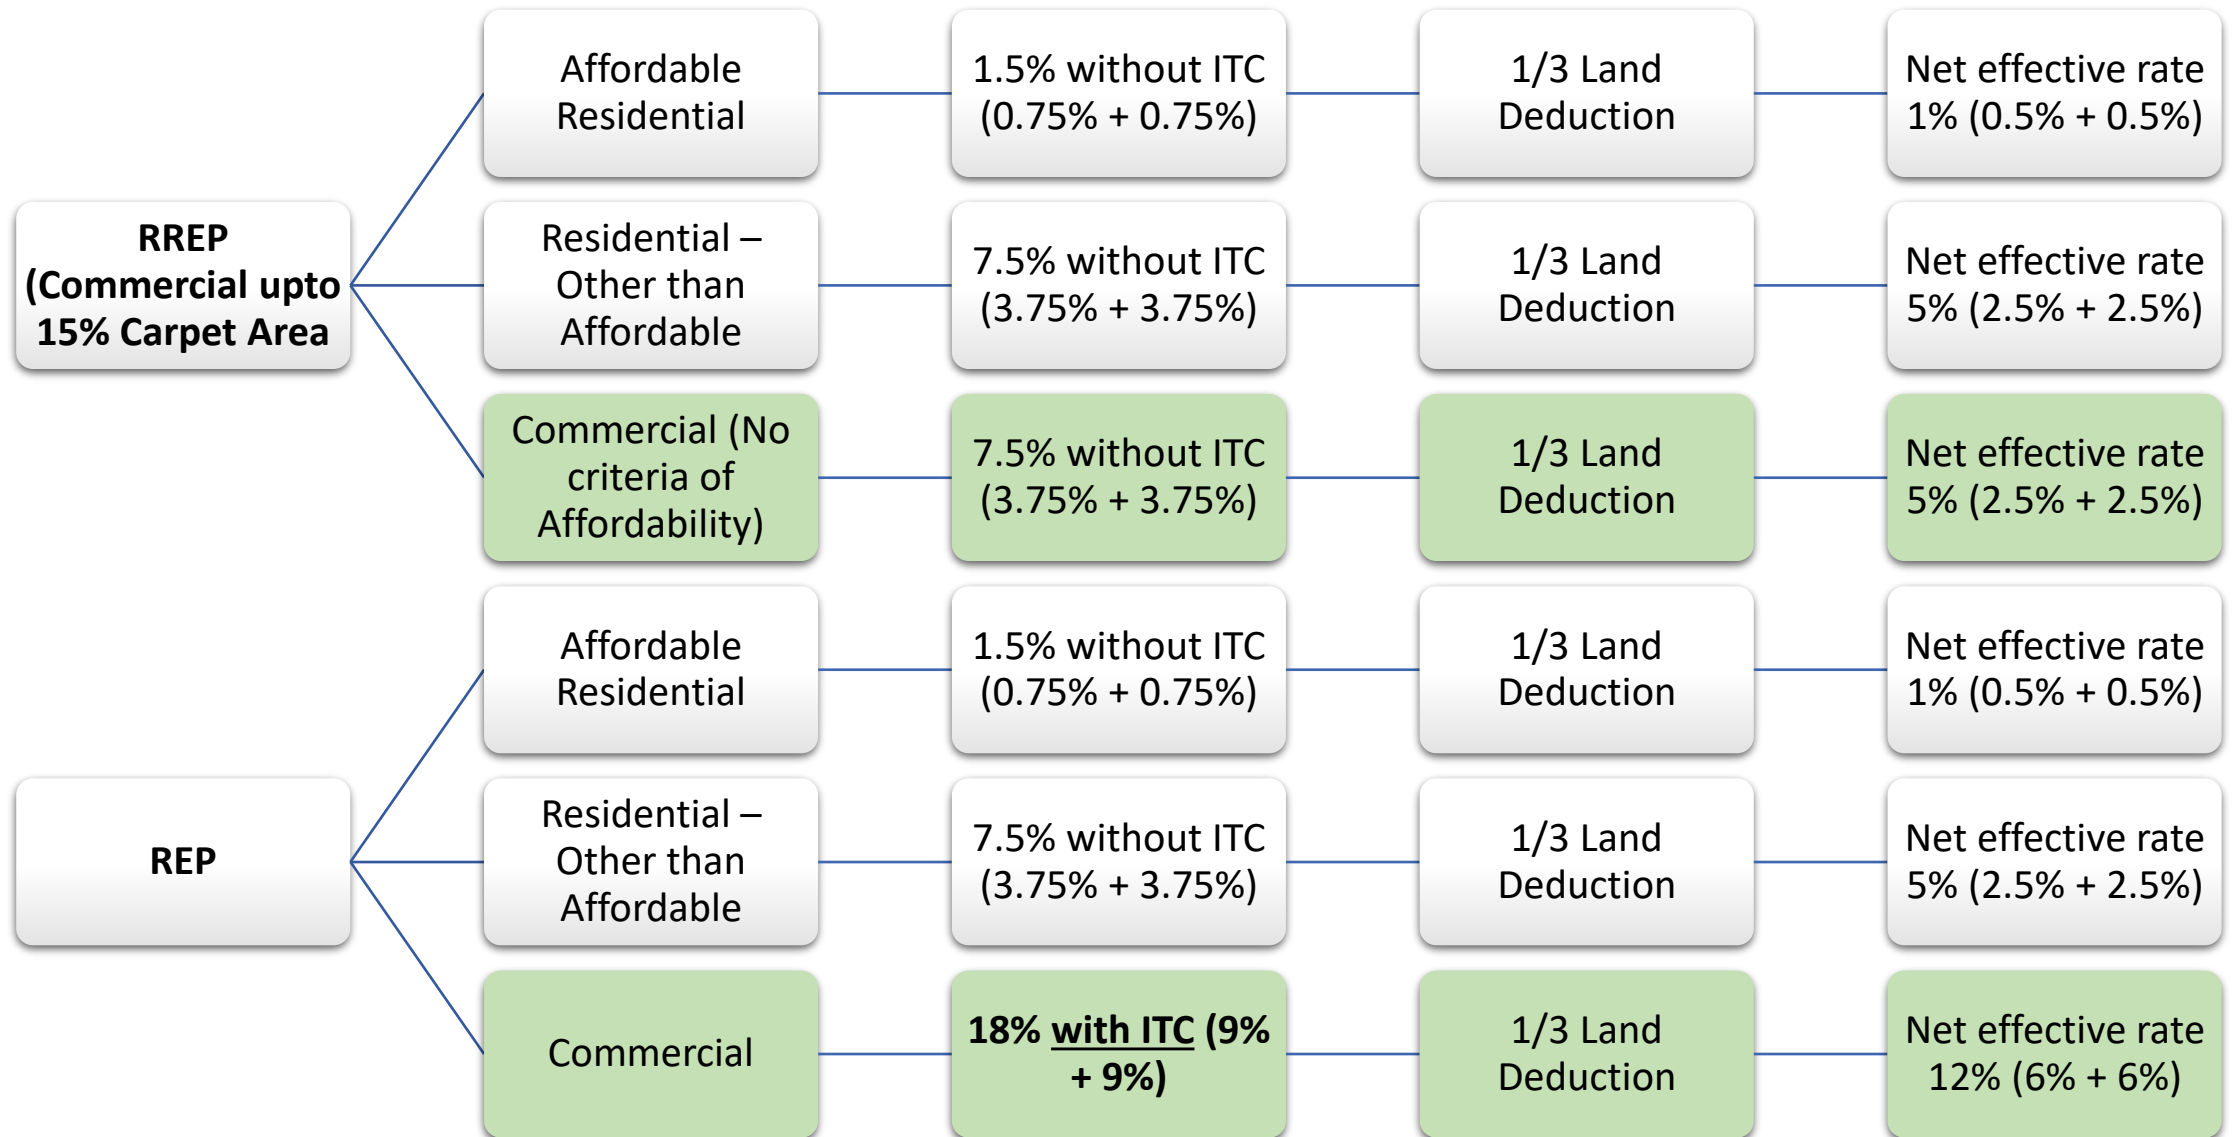 RREP
(Commercial upto
15% Carpet Area
Affordable
Residential
1.5% without ITC
(0.75% + 0.75%)
1/3 Land
Deduction
Net effective rate
1% (0.5% + 0.5%)
Residential –
Other than
Affordable
7.5% without ITC
(3.75% + 3.75%)
1/3 Land
Deduction
Net effective rate
5% (2.5% + 2.5%)
Commercial (No
criteria of
Affordability)
7.5% without ITC
(3.75% + 3.75%)
1/3 Land
Deduction
Net effective rate
5% (2.5% + 2.5%)
REP
Affordable
Residential
1.5% without ITC
(0.75% + 0.75%)
1/3 Land
Deduction
Net effective rate
1% (0.5% + 0.5%)
Residential –
Other than
Affordable
7.5% without ITC
(3.75% + 3.75%)
1/3 Land
Deduction
Net effective rate
5% (2.5% + 2.5%)
Commercial
18% with ITC (9%
+ 9%)
1/3 Land
Deduction
Net effective rate
12% (6% + 6%)